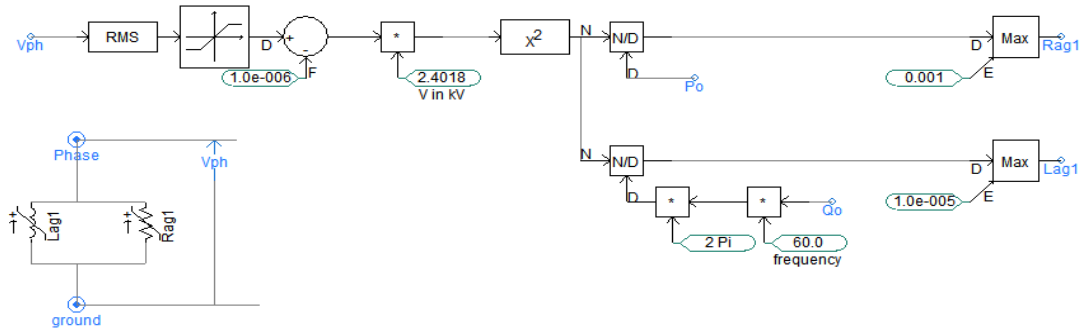 Vph
RMS
D
+
-
F
1.0e-006
*
2.4018
V in kV
X²
N
N/D
D
Po
D
Max
E
0.001
Rag1
Phase
Vph
Lag1
Rag1
ground
N
N/D
D
*
2 Pi
*
60.0
frequency
Qo
D
Max
E
1.0e-005
Lag1